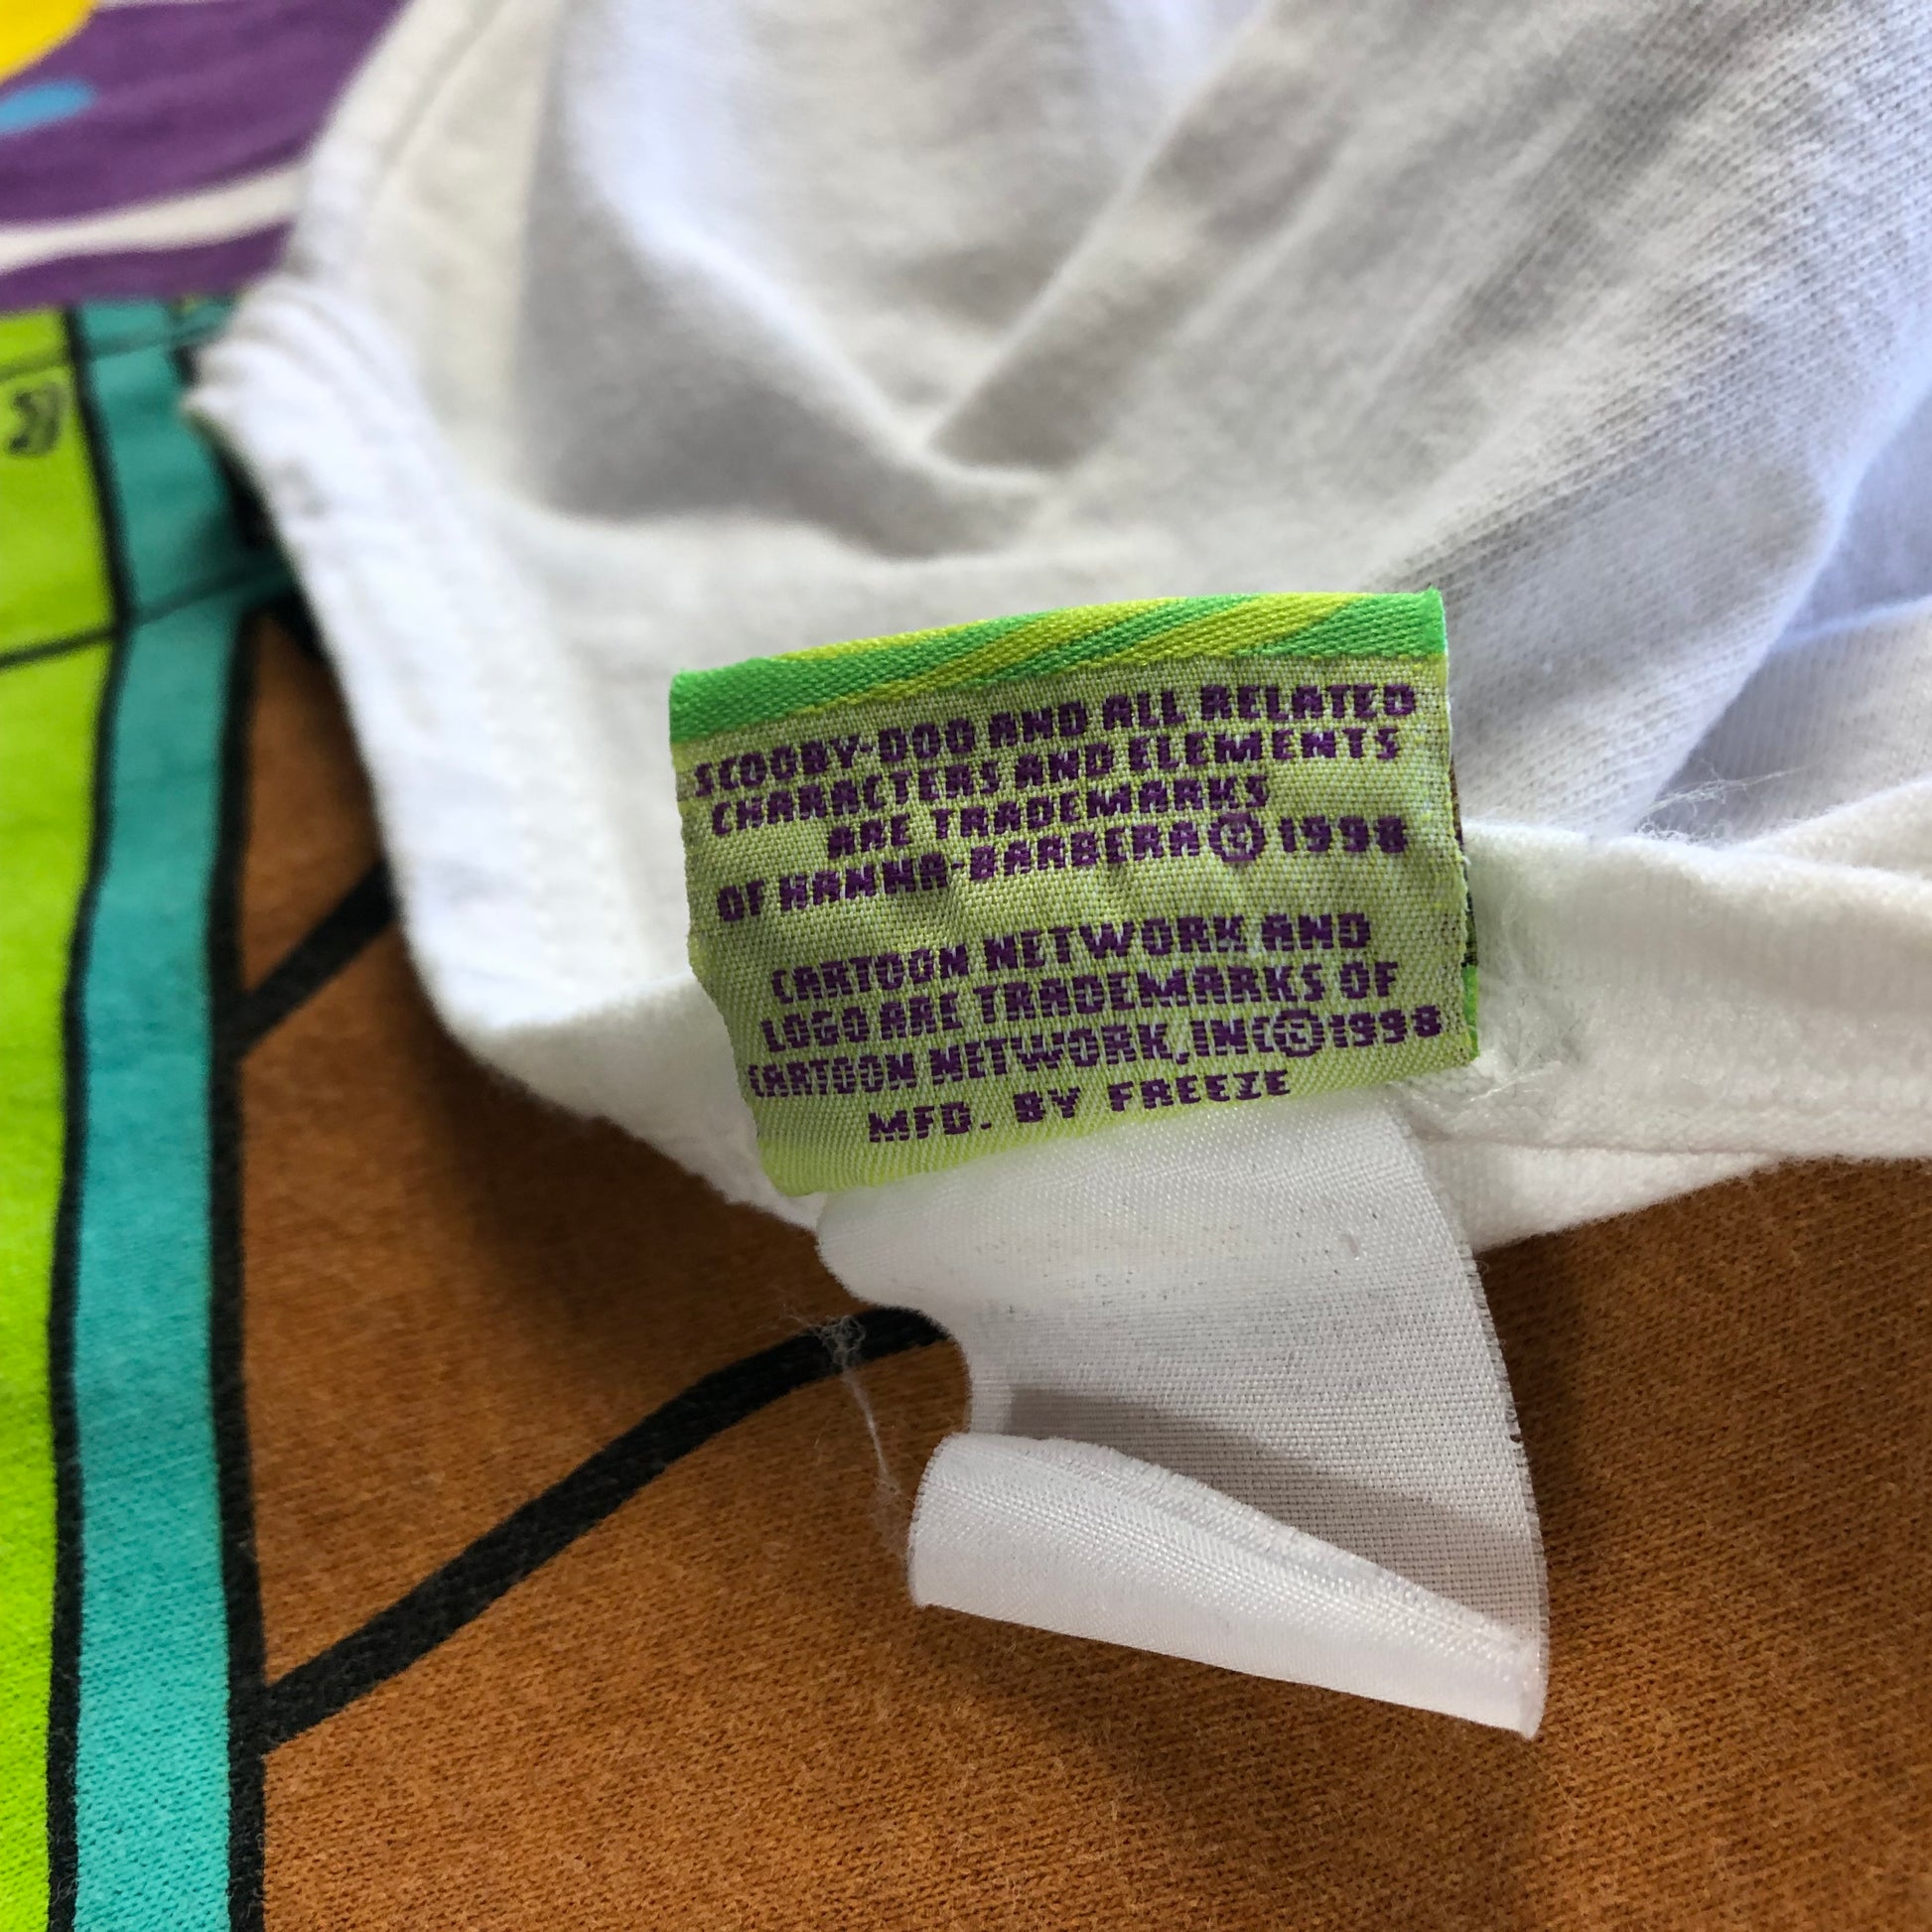 SCOOBY-DOO AND ALL RELATED
CHARACTERS AND ELEMENTS
ARE TRADEMARKS
OF HANNA-BARBERA © 1998
CARTOON NETWORK AND
LOGO ARE TRADEMARKS OF
CARTOON NETWORK, INC © 1998
MFD. BY FREEZE